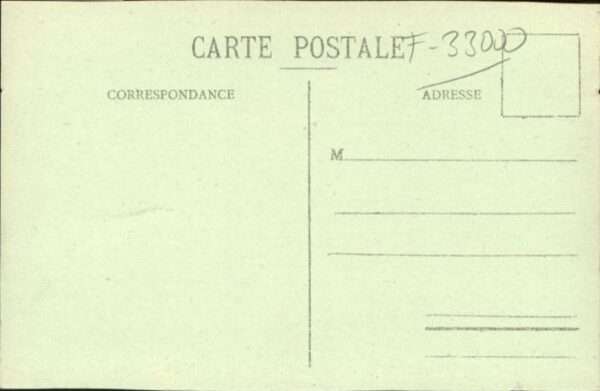 CARTE POSTALE F-33000
CORRESPONDANCE
ADRESSE
M